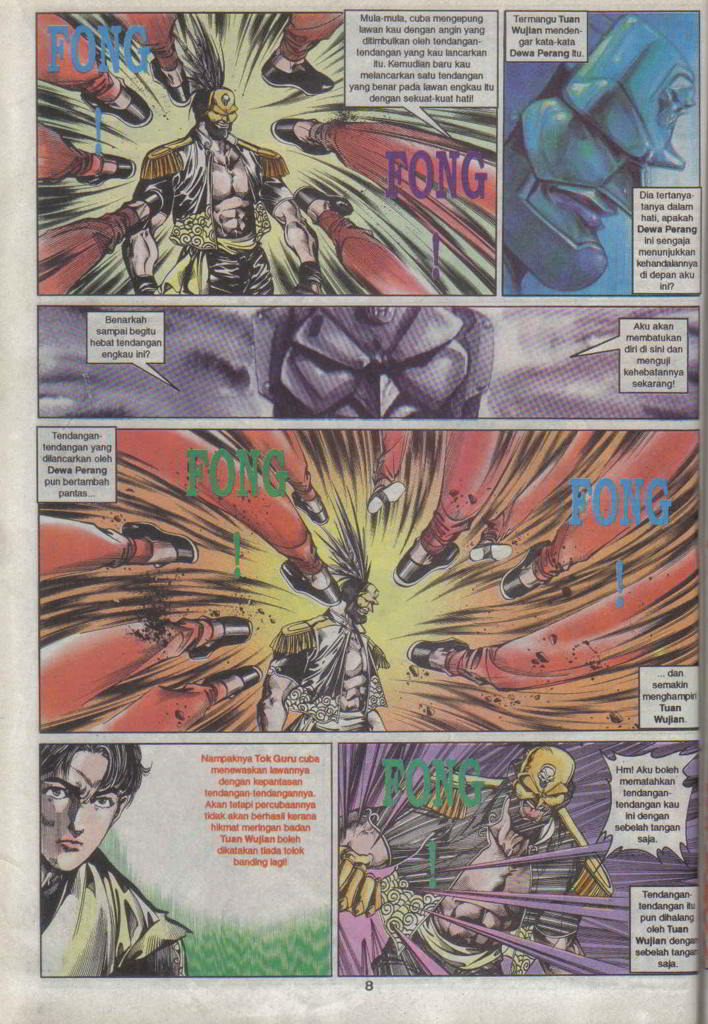 FONG
!
Mula-mula, cuba mengepung
lawan kau dengan angin yang
ditimbulkan oleh tendangan-
tendangan yang kau lancarkan
itu. Kemudian baru kau
melancarkan satu tendangan
yang benar pada lawan engkau itu
dengan sekuat-kuat hati!
FONG
!
Termangu Tuan
Wujian menden-
gar kata-kata
Dewa Perang itu.
Dia tertanya-
tanya dalam
hati, apakah
Dewa Perang
ini sengaja
menunjukkan
kehandalannya
di depan aku
ini?
Benarkah
sampai begitu
hebat tendangan
engkau ini?
Aku akan
membatukan
diri di sini dan
menguji
kehebatannya
sekarang!
Tendangan-
tendangan yang
dilancarkan oleh
Dewa Perang
pun bertambah
pantas...
FONG
!
FONG
!
... dan
semakin
menghampiri
Tuan
Wujian.
Nampaknya Tok Guru cuba
menewaskan lawannya
dengan kepantasan
tendangan-tendangannya.
Akan tetapi percubaannya
tidak akan berhasil kerana
hikmat meringan badan
Tuan Wujian boleh
dikatakan tiada tolok
banding lagi!
FONG
!
Hm! Aku boleh
mematahkan
tendangan-
tendangan kau
ini dengan
sebelah tangan
saja.
Tendangan-
tendangan itu
pun dihalang
oleh Tuan
Wujian dengan
sebelah tangan
saja.
8